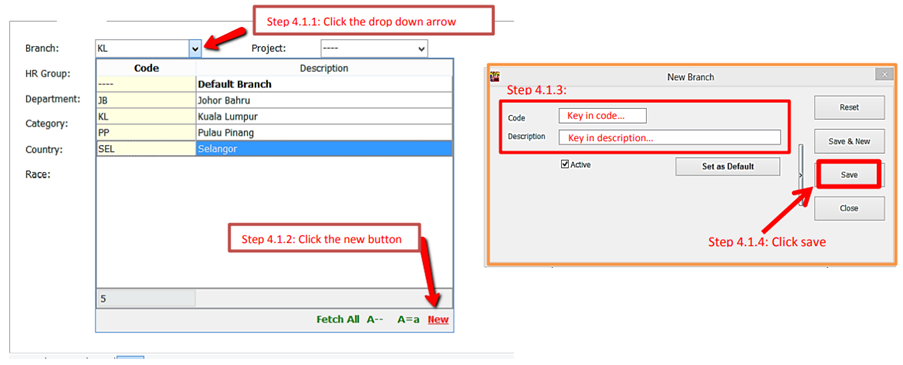 Step 4.1.1: Click the drop down arrow
Branch: KL Project: ----
HR Group:
Department:
Category:
Country:
Race:
Code Description
---- Default Branch
JB Johor Bahru
KL Kuala Lumpur
PP Pulau Pinang
SEL Selangor
Step 4.1.2: Click the new button
5
Fetch All A-- A=a New
New Branch
Step 4.1.3:
Code Key in code...
Description Key in description...
Active
Set as Default
Reset
Save & New
Save
Close
Step 4.1.4: Click save